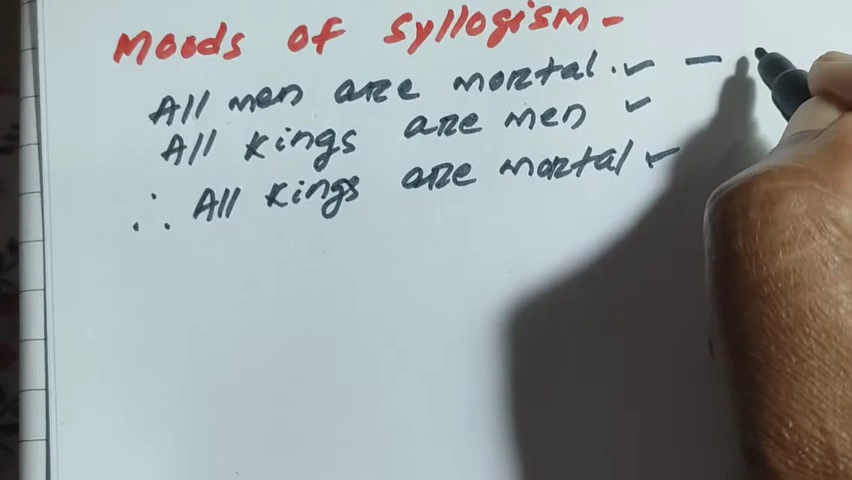 Moods of Syllogism -
All men are mortal. ✓ -
All kings are men ✓
∴ All kings are mortal ✓